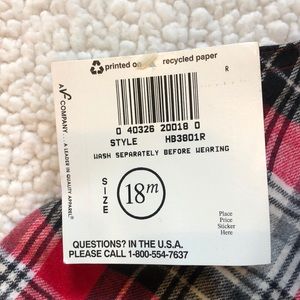 printed on recycled paper
R
A VF COMPANY... A LEADER IN QUALITY APPAREL
0 40326 20018 0
STYLE HB3801R
WASH SEPARATELY BEFORE WEARING
SIZE
18m
Place
Price
Sticker
Here
QUESTIONS? IN THE U.S.A.
PLEASE CALL 1-800-554-7637